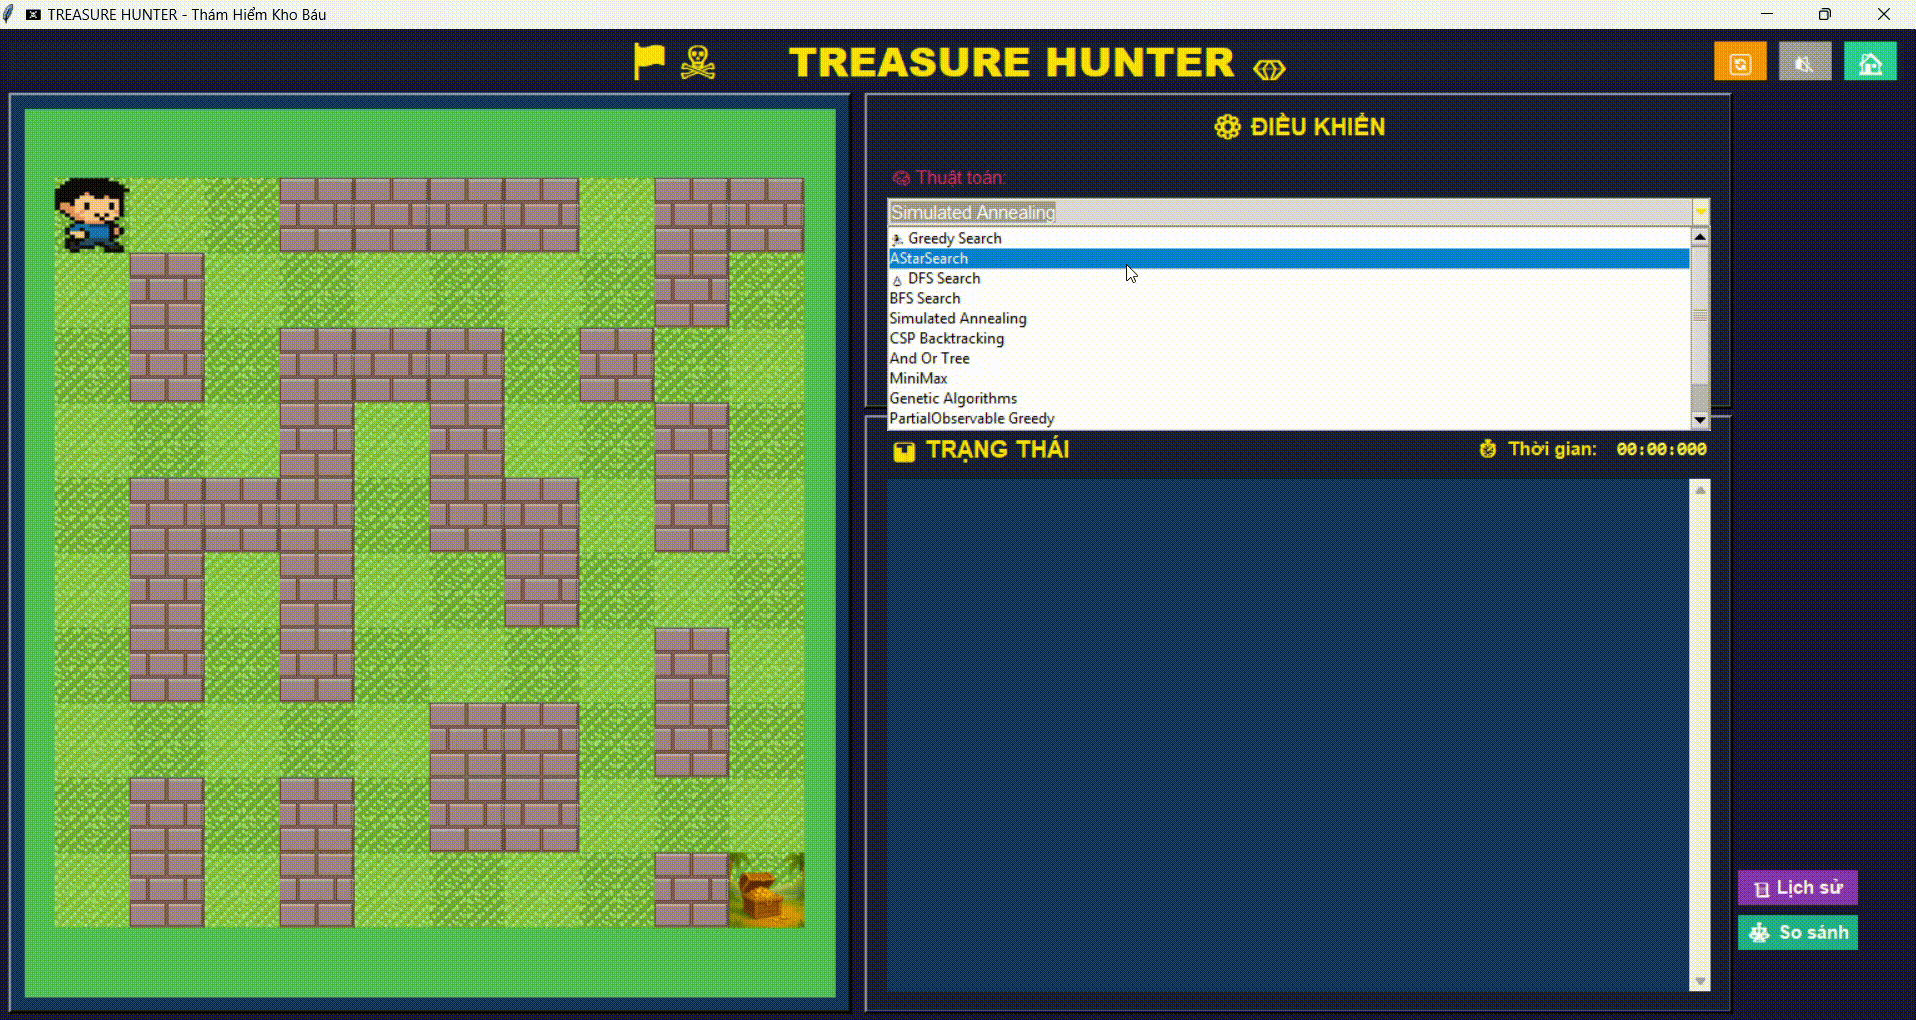 TREASURE HUNTER - Thám Hiểm Kho Báu
TREASURE HUNTER
ĐIỀU KHIỂN
Thuật toán:
Simulated Annealing
Greedy Search
AStarSearch
DFS Search
BFS Search
Simulated Annealing
CSP Backtracking
And Or Tree
MiniMax
Genetic Algorithms
PartialObservable Greedy
TRẠNG THÁI
Thời gian: 00:00:000
Lịch sử
So sánh